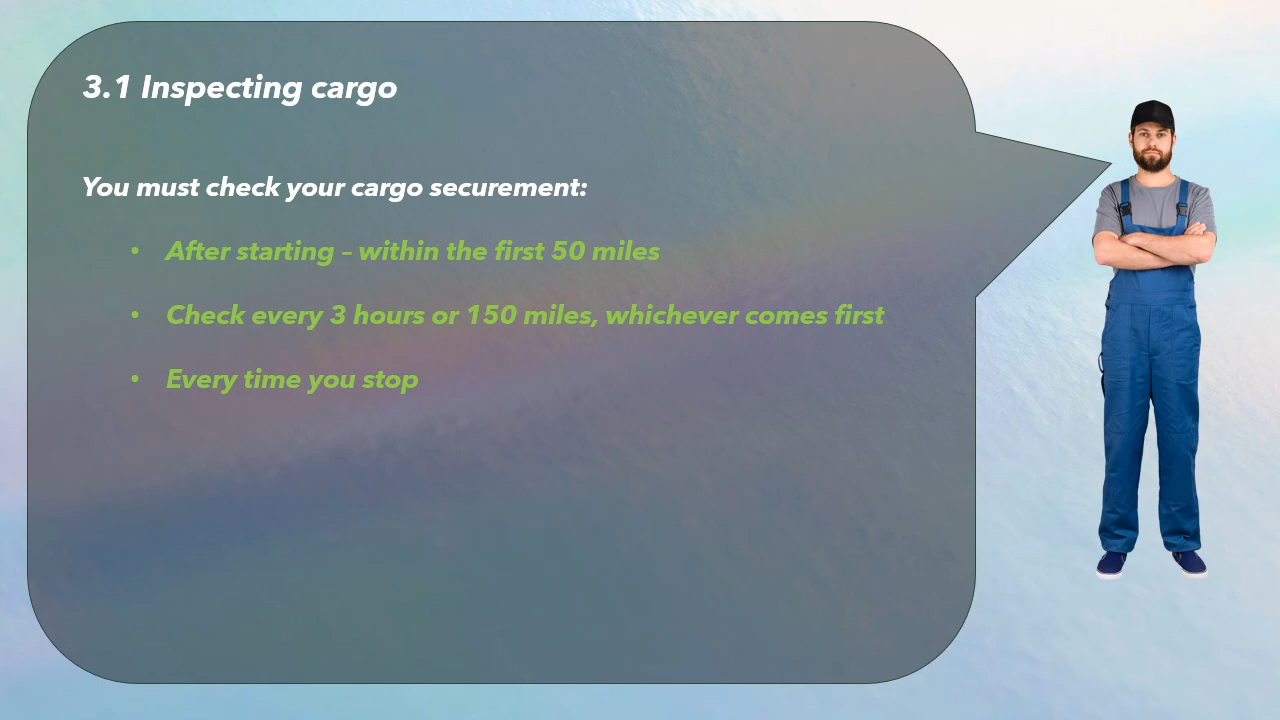 3.1 Inspecting cargo
You must check your cargo securement:
• After starting – within the first 50 miles
• Check every 3 hours or 150 miles, whichever comes first
• Every time you stop